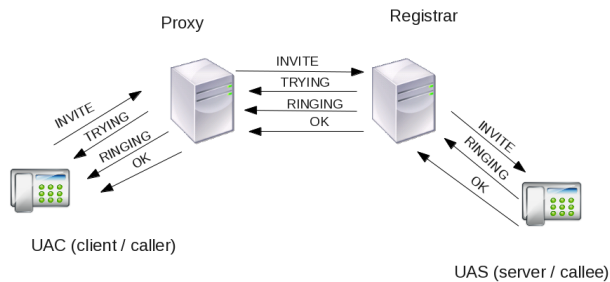 Registrar
Proxy
INVITE
TRYING
RINGING
OK
INVITE
TRYING
RINGING
OK
INVITE
RINGING
OK
UAC (client / caller)
UAS (server / callee)